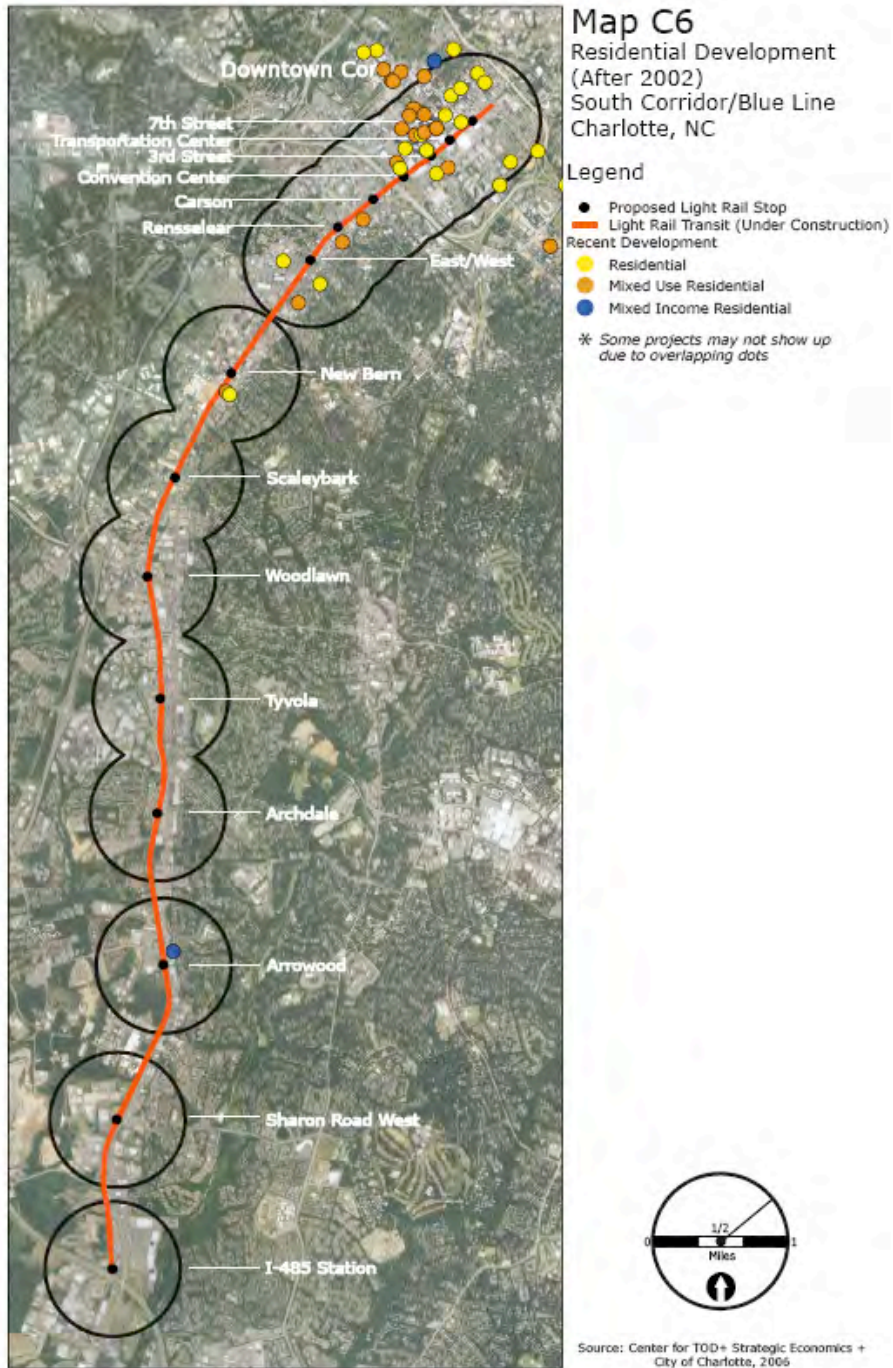 Map C6
Residential Development
(After 2002)
South Corridor/Blue Line
Charlotte, NC
Legend
Proposed Light Rail Stop
Light Rail Transit (Under Construction)
Recent Development
Residential
Mixed Use Residential
Mixed Income Residential
* Some projects may not show up
due to overlapping dots
Downtown Cor
7th Street
Transportation Center
3rd Street
Convention Center
Carson
Rensselear
East/West
New Bern
Scaleybark
Woodlawn
Tyvola
Archdale
Arrowood
Sharon Road West
I-485 Station
1/2
0
1
Miles
Source: Center for TOD+ Strategic Economics +
City of Charlotte, 2006